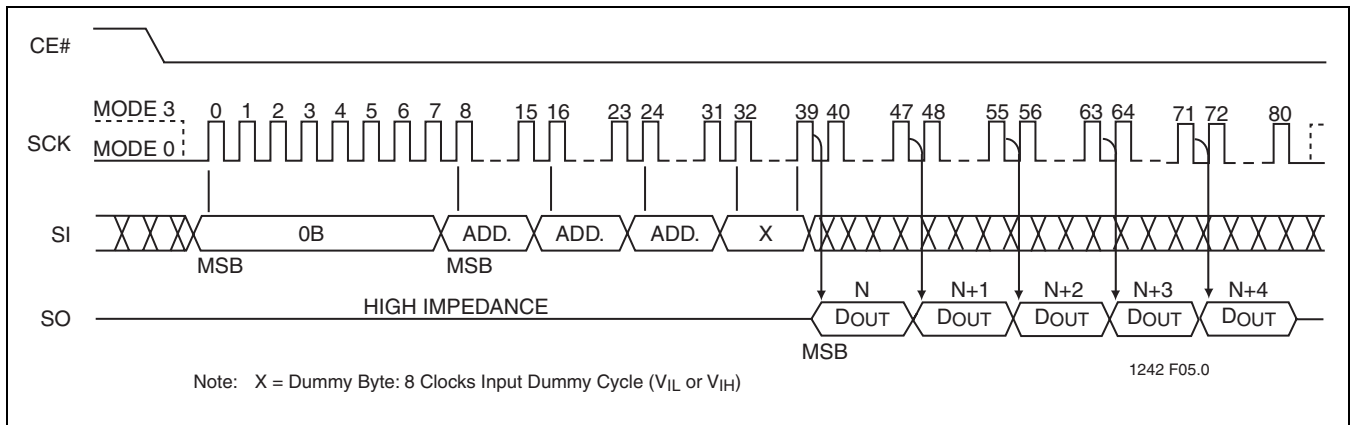 CE#
MODE 3 0 1 2 3 4 5 6 7 8 15 16 23 24 31 32 39 40 47 48 55 56 63 64 71 72 80
SCK
MODE 0
SI 0B ADD. ADD. ADD. X
MSB MSB
HIGH IMPEDANCE N N+1 N+2 N+3 N+4
SO DOUT DOUT DOUT DOUT DOUT
MSB
1242 F05.0
Note: X = Dummy Byte: 8 Clocks Input Dummy Cycle (VIL or VIH)